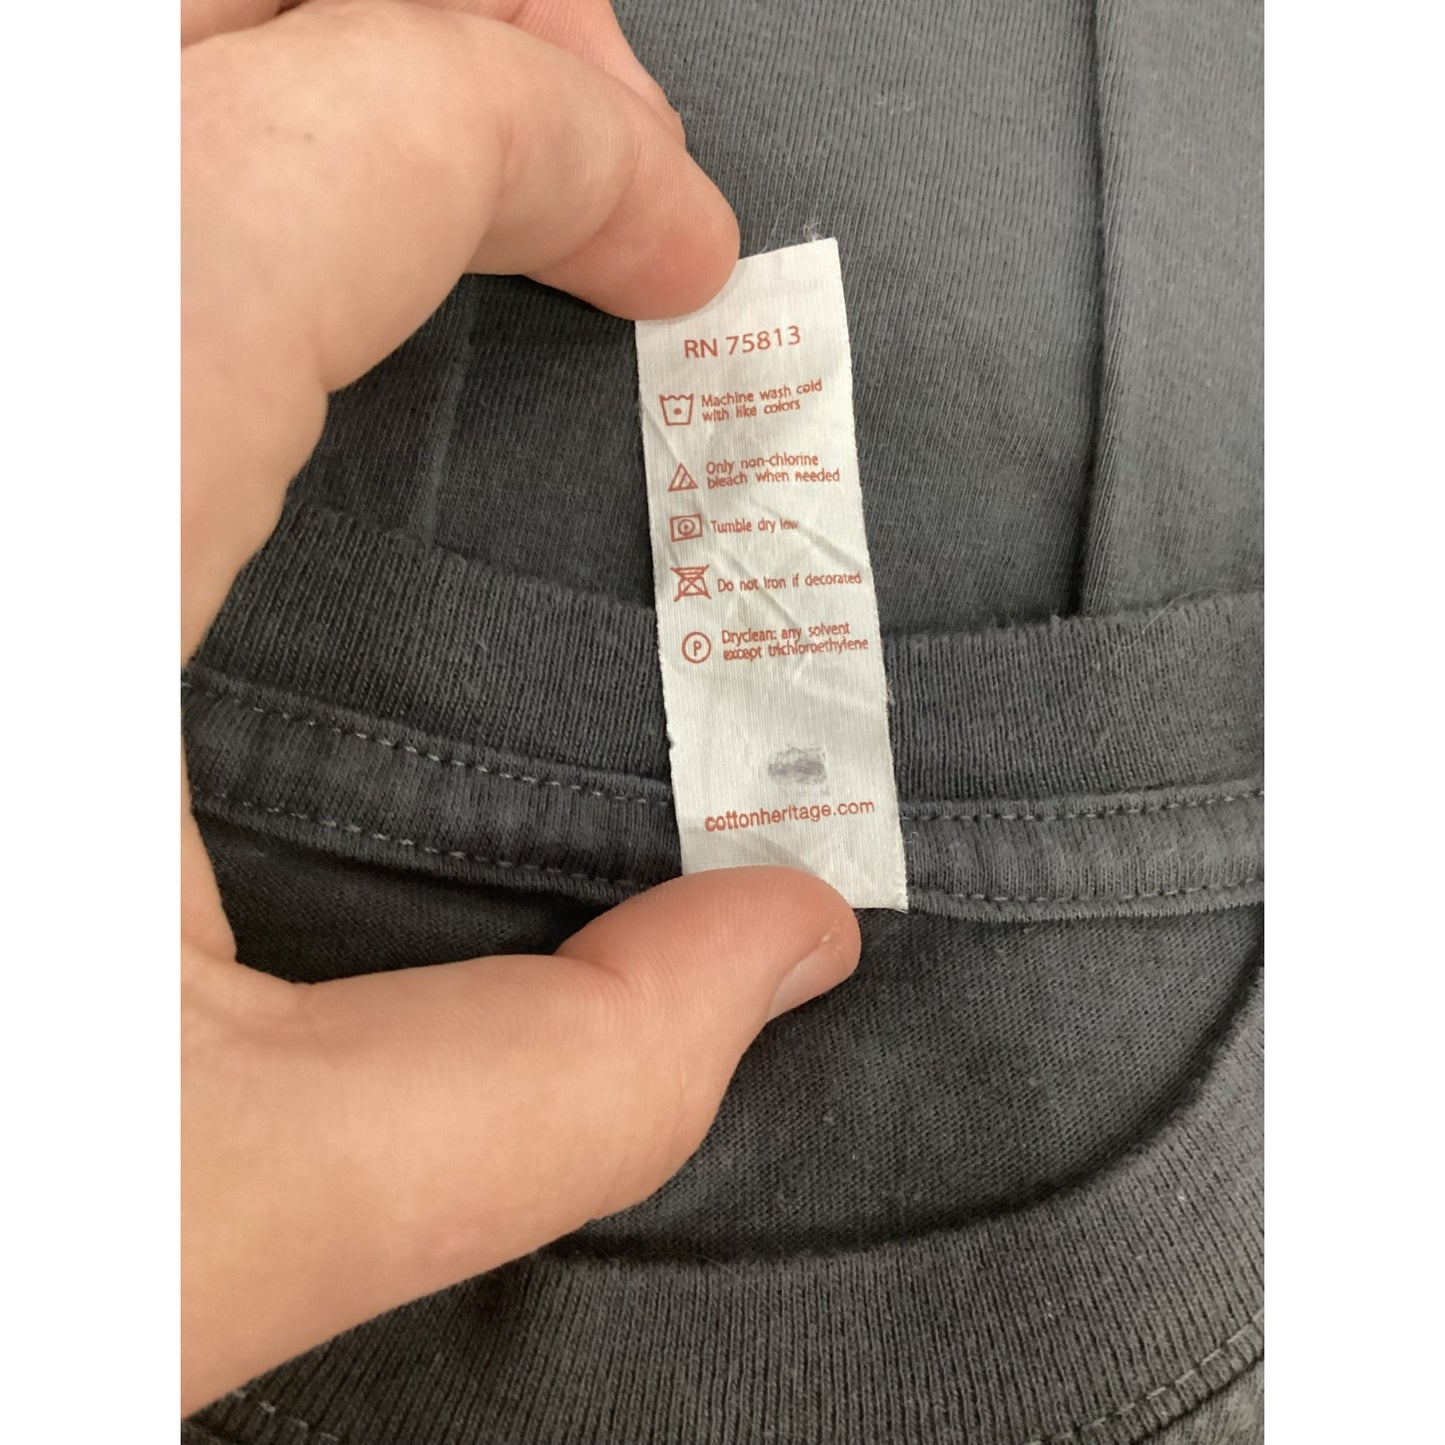 RN 75813
Machine wash cold
with like colors
Only non-chlorine
bleach when needed
Tumble dry low
Do not iron if decorated
P
Dryclean: any solvent
except trichloroethylene
cottonheritage.com